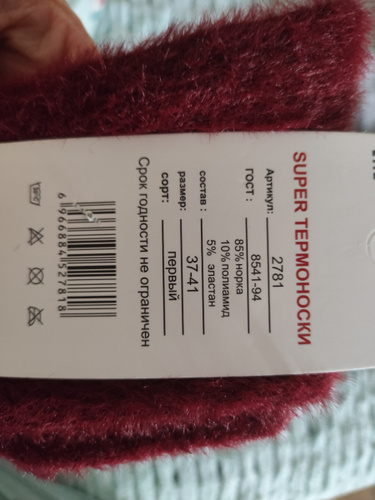 SUPER ТЕРМОНОСКИ
Артикул: 2781
ГОСТ : 8541-94
состав : 85% норка
10% полиамид
5% эластан
размер: 37-41
сорт: первый
Срок годности не ограничен
6966884527818